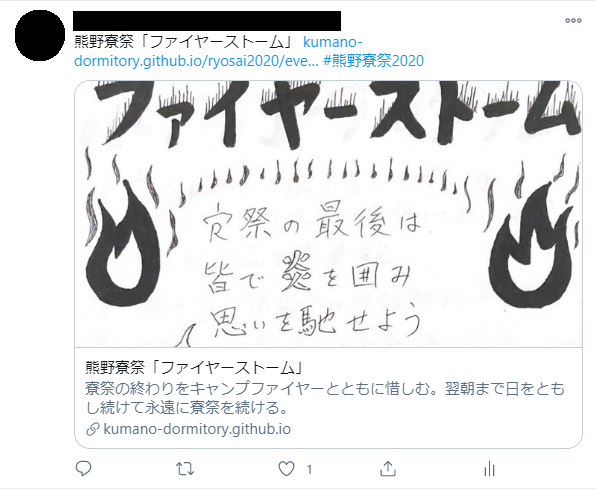 熊野寮祭「ファイヤーストーム」 kumano-
dormitory.github.io/ryosai2020/eve... #熊野寮祭2020
ファイヤーストーム
寮祭の最後は
皆で炎を囲み
思いを馳せよう
熊野寮祭「ファイヤーストーム」
寮祭の終わりをキャンプファイヤーとともに惜しむ。翌朝まで日をとも
し続けて永遠に寮祭を続ける。
kumano-dormitory.github.io
1